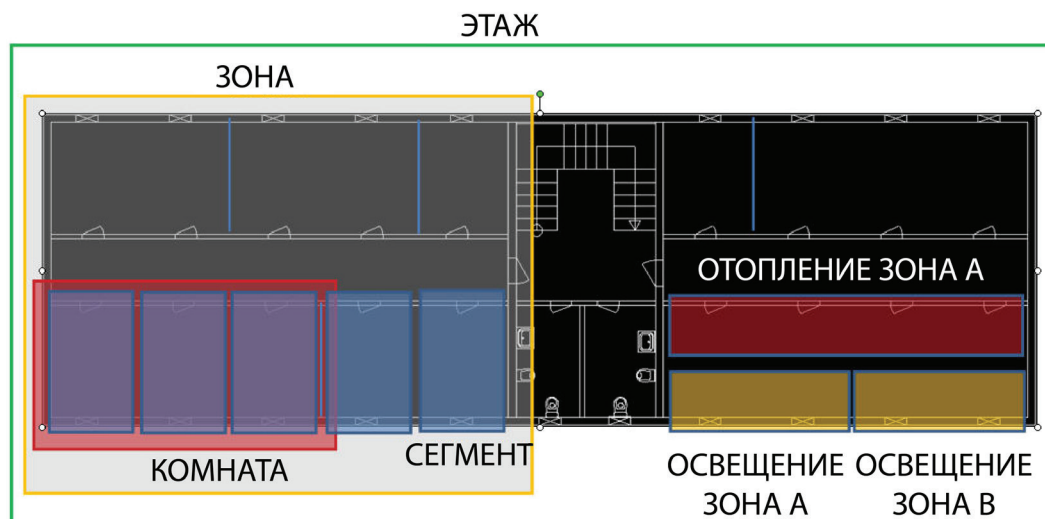 ЭТАЖ
ЗОНА
ОТОПЛЕНИЕ ЗОНА А
КОМНАТА
СЕГМЕНТ
ОСВЕЩЕНИЕ
ЗОНА А
ОСВЕЩЕНИЕ
ЗОНА В